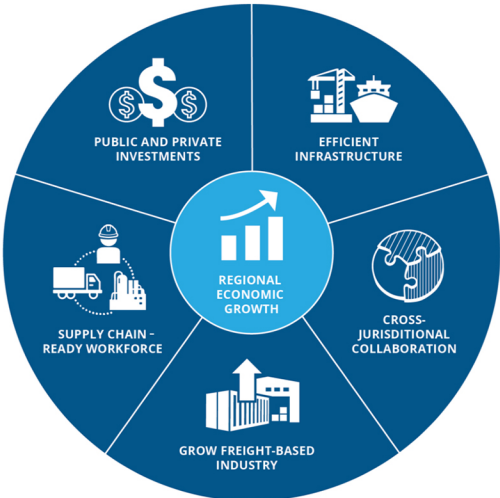 PUBLIC AND PRIVATE
INVESTMENTS
EFFICIENT
INFRASTRUCTURE
REGIONAL
ECONOMIC
GROWTH
SUPPLY CHAIN -
READY WORKFORCE
CROSS-
JURISDITIONAL
COLLABORATION
GROW FREIGHT-BASED
INDUSTRY